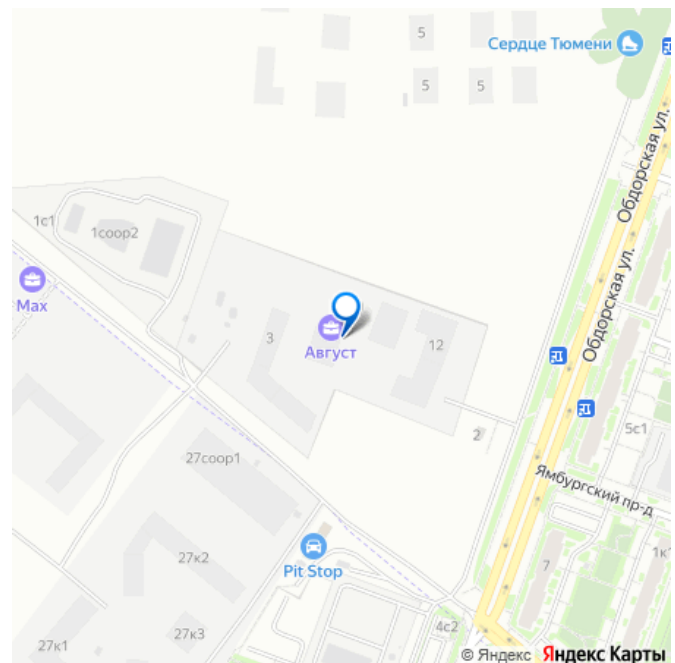 5
Сердце Тюмени
5
5
Обдорская ул.
1с1
1соор2
Обдорская ул.
Max
3
Август
12
2
5с1
27соор1
Ямбургский пр-д
27к2
Pit Stop
7
1к1
27к3
27к1
4с2
© Яндекс Яндекс Карты